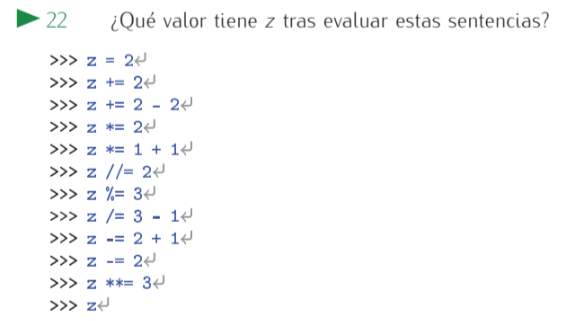 22 ¿Qué valor tiene z tras evaluar estas sentencias?
>>> z = 2↵
>>> z += 2↵
>>> z += 2 - 2↵
>>> z *= 2↵
>>> z *= 1 + 1↵
>>> z //= 2↵
>>> z %= 3↵
>>> z /= 3 - 1↵
>>> z -= 2 + 1↵
>>> z -= 2↵
>>> z **= 3↵
>>> z↵